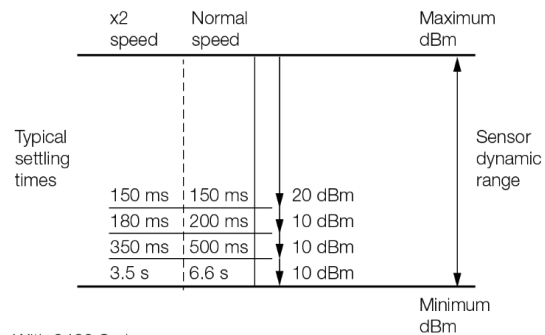 x2 Normal Maximum
speed speed dBm
Typical
settling
times
Sensor
dynamic
range
150 ms 150 ms 20 dBm
180 ms 200 ms 10 dBm
350 ms 500 ms 10 dBm
3.5 s 6.6 s 10 dBm
Minimum
dBm